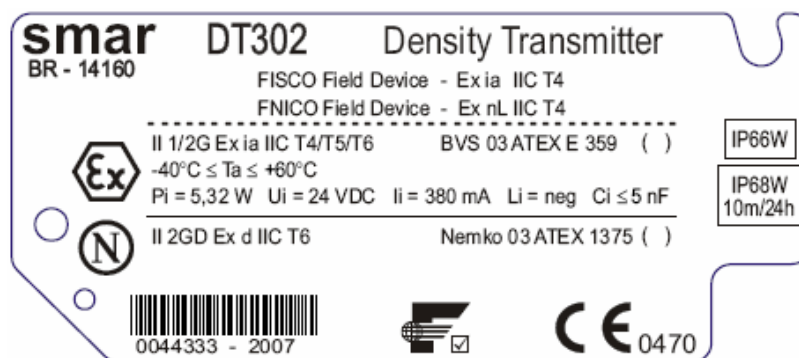 smar DT302 Density Transmitter
BR - 14160
FISCO Field Device - Ex ia IIC T4
FNICO Field Device - Ex nL IIC T4
II 1/2G Ex ia IIC T4/T5/T6 BVS 03 ATEX E 359 ( )
-40°C ≤ Ta ≤ +60°C
Pi = 5,32 W Ui = 24 VDC Ii = 380 mA Li = neg Ci ≤ 5 nF
Ex
IP66W
IP68W
10m/24h
N
II 2GD Ex d IIC T6 Nemko 03 ATEX 1375 ( )
0044333 - 2007
F
CE 0470